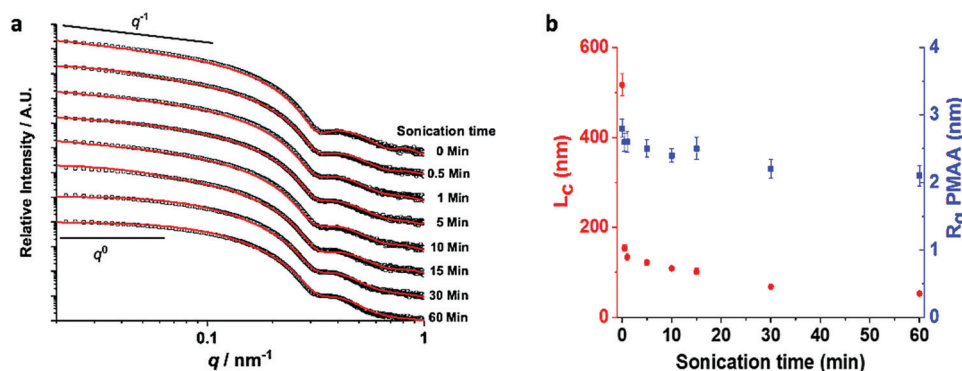 a
q-1
Relative Intensity / A.U.
Sonication time
0 Min
0.5 Min
1 Min
5 Min
10 Min
15 Min
30 Min
60 Min
q0
0.1
1
q / nm-1
b
600
400
200
0
LC (nm)
4
3
2
1
0
Rg PMAA (nm)
0 10 20 30 40 50 60
Sonication time (min)